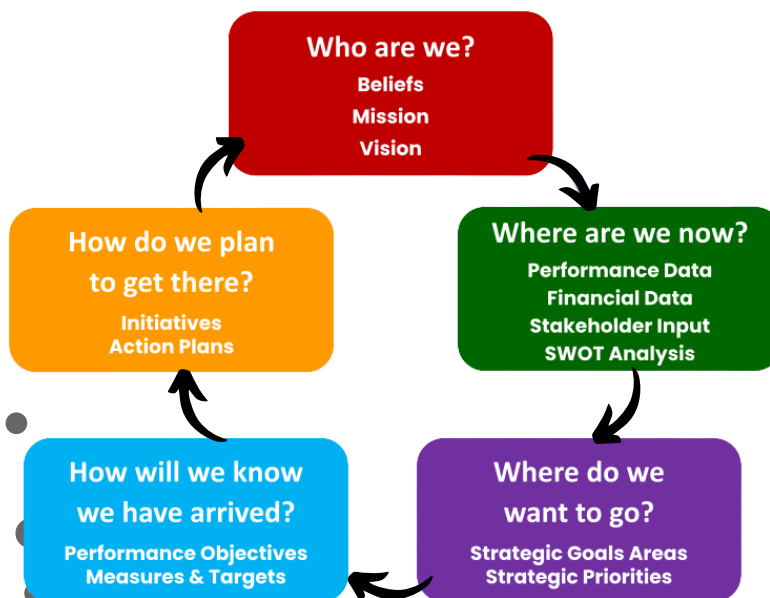 Who are we?
Beliefs
Mission
Vision
Where are we now?
Performance Data
Financial Data
Stakeholder Input
SWOT Analysis
Where do we
want to go?
Strategic Goals Areas
Strategic Priorities
How will we know
we have arrived?
Performance Objectives
Measures & Targets
How do we plan
to get there?
Initiatives
Action Plans